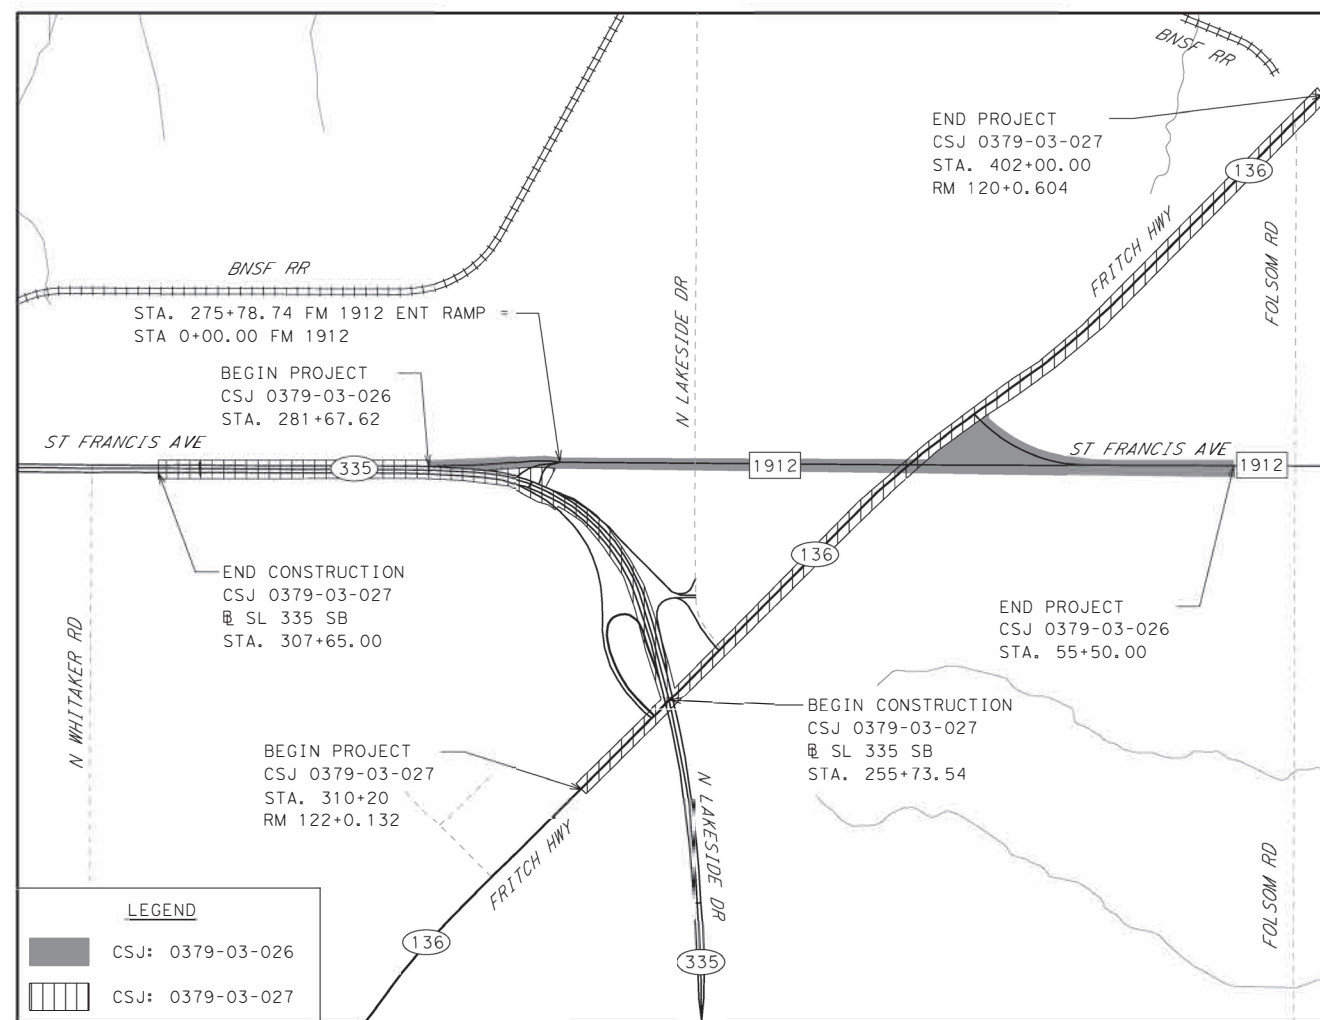 BNSF RR
END PROJECT
CSJ 0379-03-027
STA. 402+00.00
RM 120+0.604
136
FRITCH HWY
FOLSOM RD
BNSF RR
N LAKESIDE DR
STA. 275+78.74 FM 1912 ENT RAMP =
STA 0+00.00 FM 1912
BEGIN PROJECT
CSJ 0379-03-026
STA. 281+67.62
ST FRANCIS AVE
335
1912
ST FRANCIS AVE
1912
136
END CONSTRUCTION
CSJ 0379-03-027
℄ SL 335 SB
STA. 307+65.00
N WHITAKER RD
END PROJECT
CSJ 0379-03-026
STA. 55+50.00
BEGIN CONSTRUCTION
CSJ 0379-03-027
℄ SL 335 SB
STA. 255+73.54
BEGIN PROJECT
CSJ 0379-03-027
STA. 310+20
RM 122+0.132
FRITCH HWY
N LAKESIDE DR
FOLSOM RD
136
335
LEGEND
CSJ: 0379-03-026
CSJ: 0379-03-027